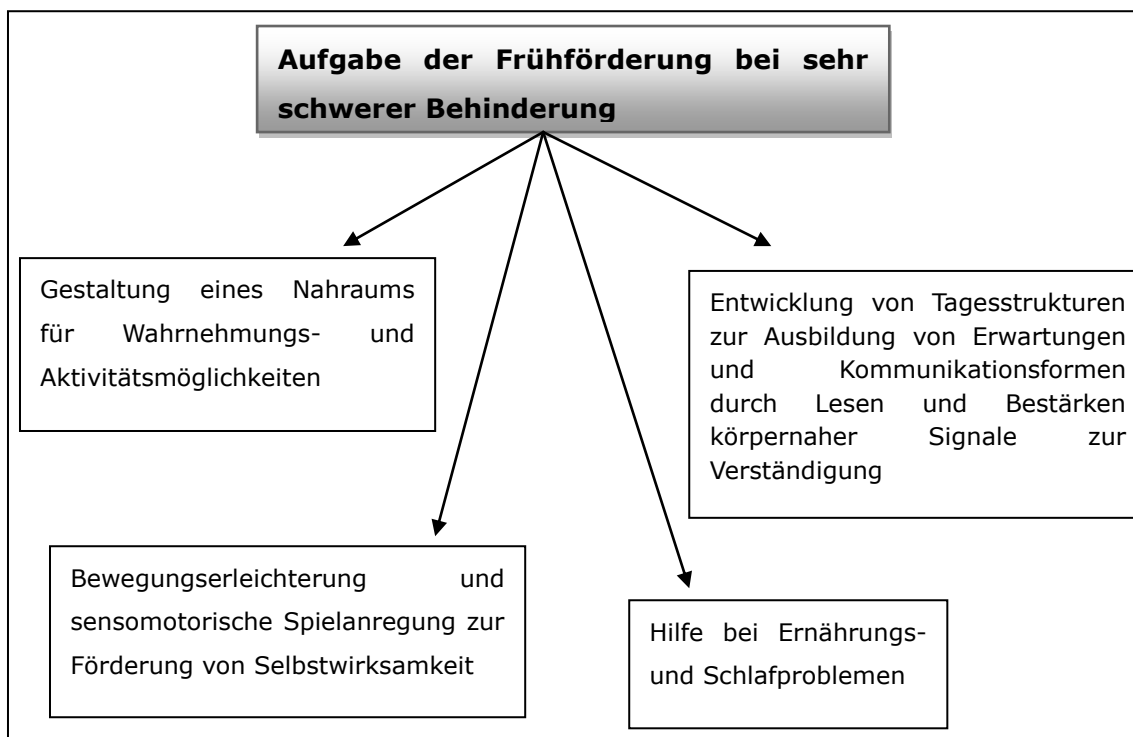 Aufgabe der Frühförderung bei sehr
schwerer Behinderung
Gestaltung eines Nahraums
für Wahrnehmungs- und
Aktivitätsmöglichkeiten
Entwicklung von Tagesstrukturen
zur Ausbildung von Erwartungen
und Kommunikationsformen
durch Lesen und Bestärken
körpernaher Signale zur
Verständigung
Bewegungserleichterung und
sensomotorische Spielanregung zur
Förderung von Selbstwirksamkeit
Hilfe bei Ernährungs-
und Schlafproblemen